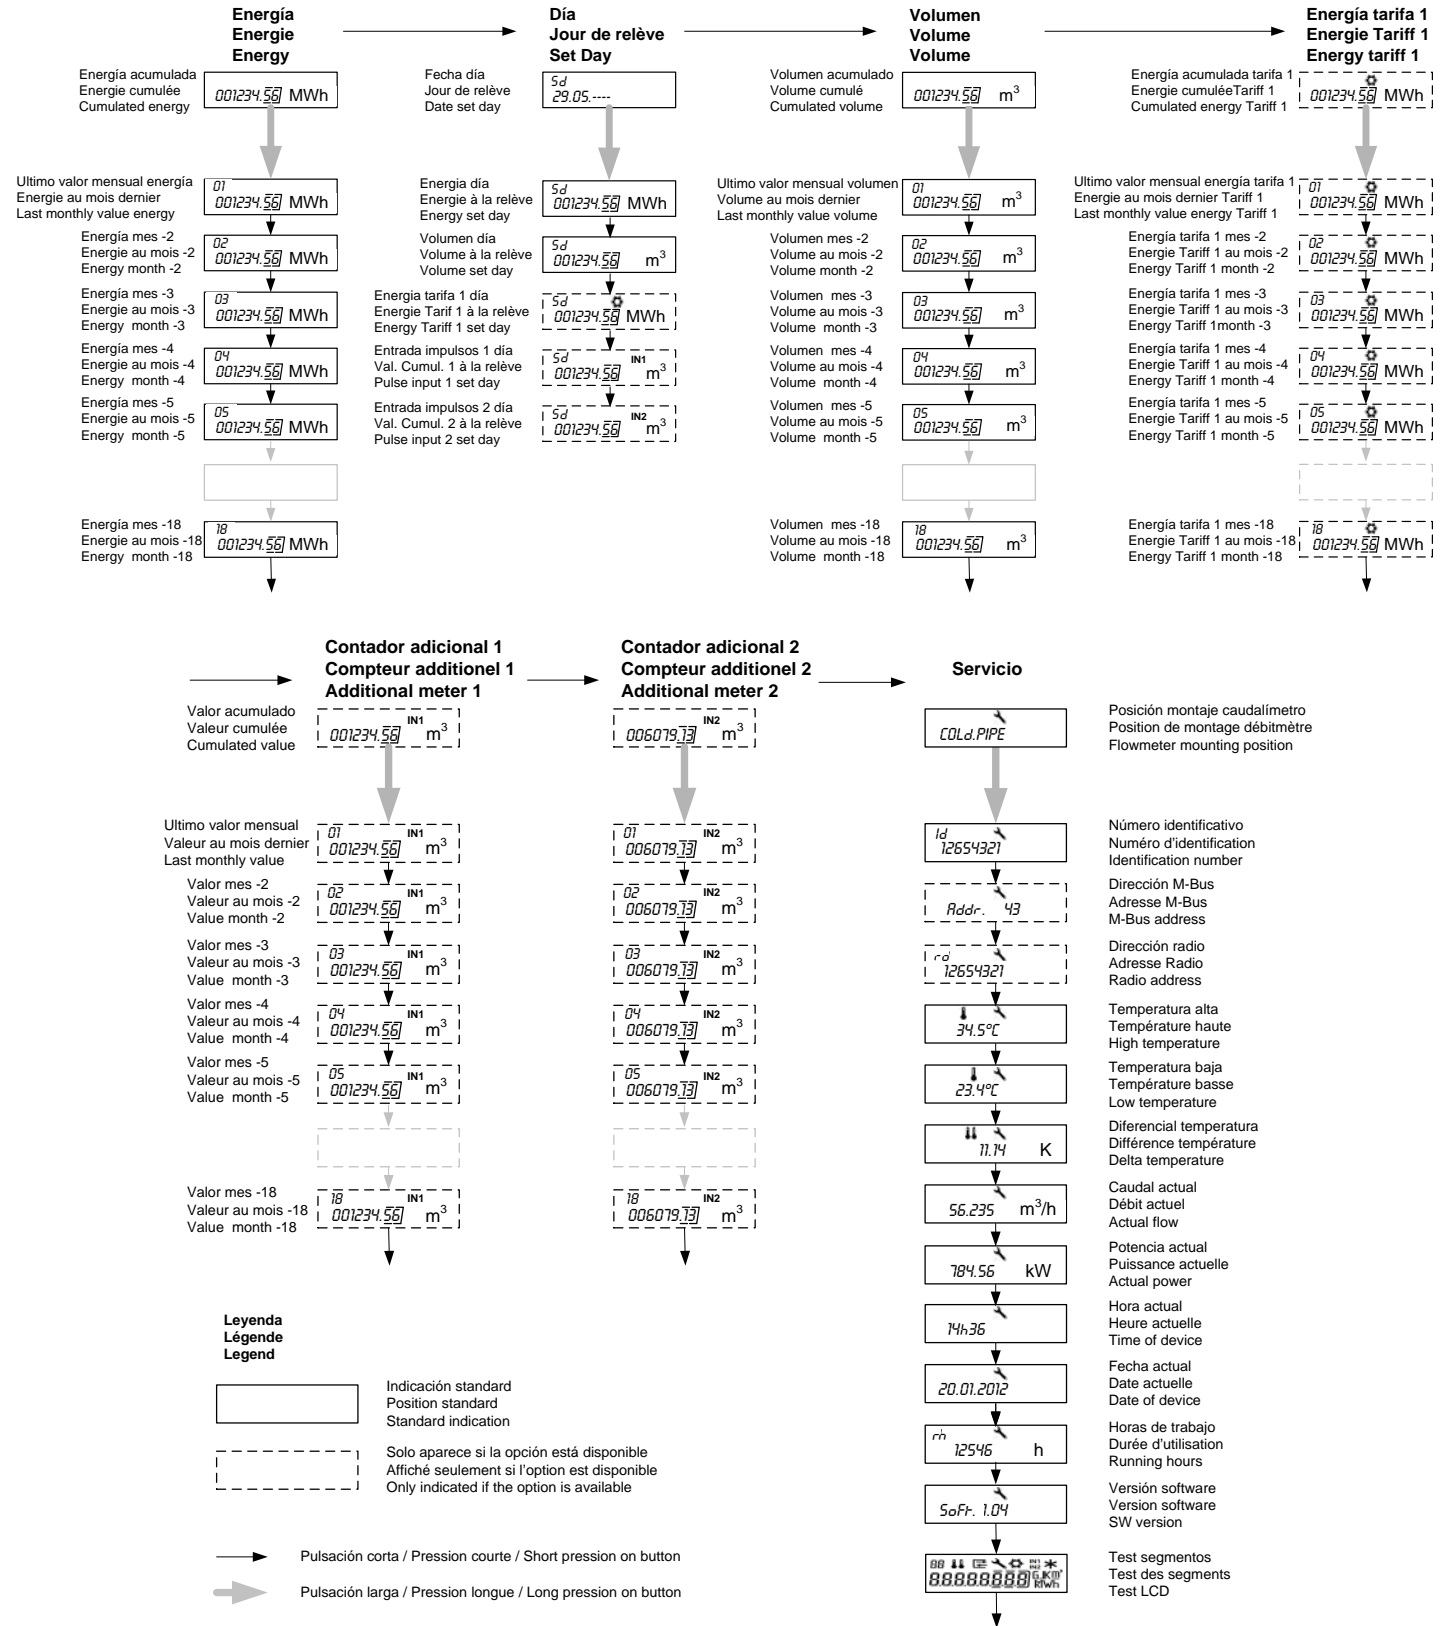 Energía
Energie
Energy
Día
Jour de relève
Set Day
Volumen
Volume
Volume
Energía tarifa 1
Energie Tariff 1
Energy tariff 1
Energía acumulada
Energie cumulée
Cumulated energy
001234.56 MWh
Fecha día
Jour de relève
Date set day
Sd
29.05.----
Volumen acumulado
Volume cumulé
Cumulated volume
001234.56 m³
Energía acumulada tarifa 1
Energie cumuléeTariff 1
Cumulated energy Tariff 1
001234.56 MWh
Ultimo valor mensual energía
Energie au mois dernier
Last monthly value energy
01
001234.56 MWh
Energía mes -2
Energie au mois -2
Energy month -2
02
001234.56 MWh
Energía mes -3
Energie au mois -3
Energy month -3
03
001234.56 MWh
Energía mes -4
Energie au mois -4
Energy month -4
04
001234.56 MWh
Energía mes -5
Energie au mois -5
Energy month -5
05
001234.56 MWh
Energía mes -18
Energie au mois -18
Energy month -18
18
001234.56 MWh
Energia día
Energie à la relève
Energy set day
Sd
001234.56 MWh
Volumen día
Volume à la relève
Volume set day
Sd
001234.56 m³
Energia tarifa 1 día
Energie Tarif 1 à la relève
Energy Tariff 1 set day
Sd
001234.56 MWh
Entrada impulsos 1 día
Val. Cumul. 1 à la relève
Pulse input 1 set day
Sd IN1
001234.56 m³
Entrada impulsos 2 día
Val. Cumul. 2 à la relève
Pulse input 2 set day
Sd IN2
001234.56 m³
Ultimo valor mensual volumen
Volume au mois dernier
Last monthly value volume
01
001234.56 m³
Volumen mes -2
Volume au mois -2
Volume month -2
02
001234.56 m³
Volumen mes -3
Volume au mois -3
Volume month -3
03
001234.56 m³
Volumen mes -4
Volume au mois -4
Volume month -4
04
001234.56 m³
Volumen mes -5
Volume au mois -5
Volume month -5
05
001234.56 m³
Volumen mes -18
Volume au mois -18
Volume month -18
18
001234.56 m³
Ultimo valor mensual energía tarifa 1
Energie au mois dernier Tariff 1
Last monthly value energy Tariff 1
01
001234.56 MWh
Energía tarifa 1 mes -2
Energie Tariff 1 au mois -2
Energy Tariff 1 month -2
02
001234.56 MWh
Energía tarifa 1 mes -3
Energie Tariff 1 au mois -3
Energy Tariff 1month -3
03
001234.56 MWh
Energía tarifa 1 mes -4
Energie Tariff 1 au mois -4
Energy Tariff 1 month -4
04
001234.56 MWh
Energía tarifa 1 mes -5
Energie Tariff 1 au mois -5
Energy Tariff 1 month -5
05
001234.56 MWh
Energía tarifa 1 mes -18
Energie Tariff 1 au mois -18
Energy Tariff 1 month -18
18
001234.56 MWh
Contador adicional 1
Compteur additionel 1
Additional meter 1
Contador adicional 2
Compteur additionel 2
Additional meter 2
Servicio
Valor acumulado
Valeur cumulée
Cumulated value
IN1
001234.56 m³
IN2
006079.13 m³
Ultimo valor mensual
Valeur au mois dernier
Last monthly value
01 IN1
001234.56 m³
01 IN2
006079.13 m³
Valor mes -2
Valeur au mois -2
Value month -2
02 IN1
001234.56 m³
02 IN2
006079.13 m³
Valor mes -3
Valeur au mois -3
Value month -3
03 IN1
001234.56 m³
03 IN2
006079.13 m³
Valor mes -4
Valeur au mois -4
Value month -4
04 IN1
001234.56 m³
04 IN2
006079.13 m³
Valor mes -5
Valeur au mois -5
Value month -5
05 IN1
001234.56 m³
05 IN2
006079.13 m³
Valor mes -18
Valeur au mois -18
Value month -18
18 IN1
001234.56 m³
18 IN2
006079.13 m³
COLd.PIPE
Posición montaje caudalímetro
Position de montage débitmètre
Flowmeter mounting position
Id
12654321
Número identificativo
Numéro d'identification
Identification number
Addr. 43
Dirección M-Bus
Adresse M-Bus
M-Bus address
rd
12654321
Dirección radio
Adresse Radio
Radio address
34.5°C
Temperatura alta
Température haute
High temperature
23.4°C
Temperatura baja
Température basse
Low temperature
11.14 K
Diferencial temperatura
Différence température
Delta temperature
56.235 m³/h
Caudal actual
Débit actuel
Actual flow
784.56 kW
Potencia actual
Puissance actuelle
Actual power
14h36
Hora actual
Heure actuelle
Time of device
20.01.2012
Fecha actual
Date actuelle
Date of device
rh
12546 h
Horas de trabajo
Durée d'utilisation
Running hours
SoFt. 1.04
Versión software
Version software
SW version
88 IN1 IN2
8.8.8.8.8.8.8.8
Test segmentos
Test des segments
Test LCD
Leyenda
Légende
Legend
Indicación standard
Position standard
Standard indication
Solo aparece si la opción está disponible
Affiché seulement si l'option est disponible
Only indicated if the option is available
Pulsación corta / Pression courte / Short pression on button
Pulsación larga / Pression longue / Long pression on button